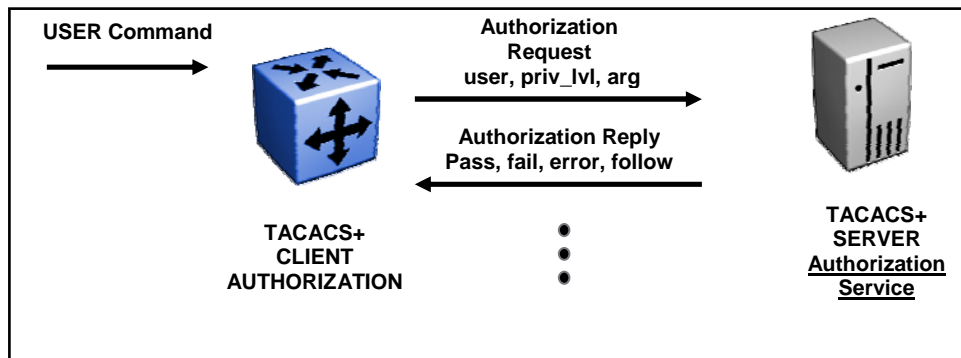 USER Command
Authorization
Request
user, priv_lvl, arg
Authorization Reply
Pass, fail, error, follow
TACACS+
CLIENT
AUTHORIZATION
TACACS+
SERVER
Authorization
Service